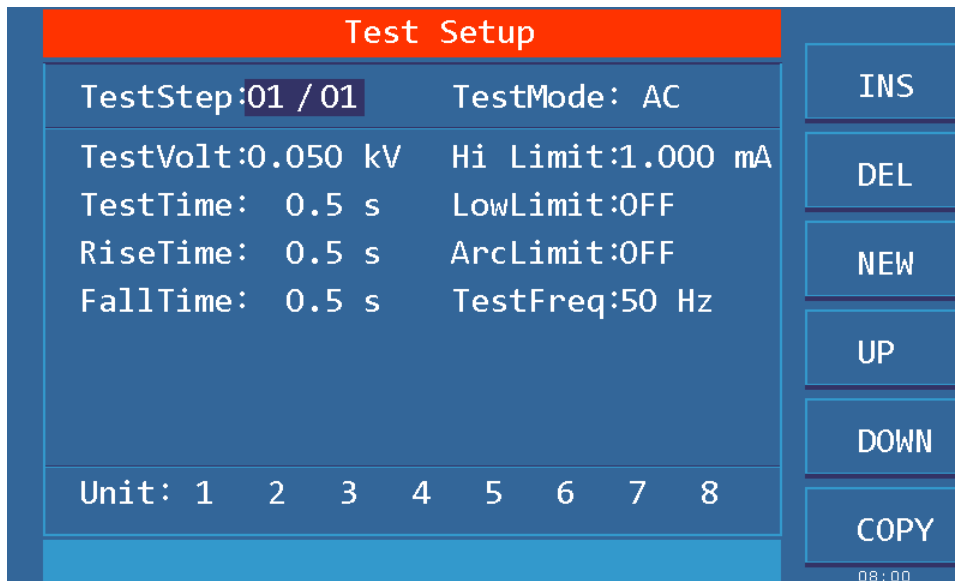 Test Setup
TestStep:01 / 01 TestMode: AC
TestVolt:0.050 kV Hi Limit:1.000 mA
TestTime: 0.5 s LowLimit:OFF
RiseTime: 0.5 s ArcLimit:OFF
FallTime: 0.5 s TestFreq:50 Hz
Unit: 1 2 3 4 5 6 7 8
INS
DEL
NEW
UP
DOWN
COPY
08:00